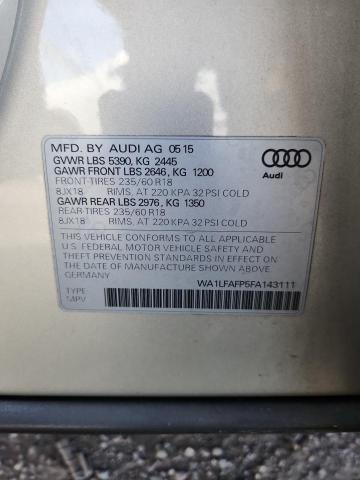 MFD. BY AUDI AG 05 15
GVWR LBS 5390, KG 2445
GAWR FRONT LBS 2646, KG 1200
FRONT-TIRES 235/60 R18
8JX18 RIMS, AT 220 KPA 32 PSI COLD
GAWR REAR LBS 2976, KG 1350
REAR-TIRES 235/60 R18
8JX18 RIMS, AT 220 KPA 32 PSI COLD
Audi
THIS VEHICLE CONFORMS TO ALL APPLICABLE
U.S. FEDERAL MOTOR VEHICLE SAFETY AND
THEFT PREVENTION STANDARDS IN EFFECT ON THE
DATE OF MANUFACTURE SHOWN ABOVE.
WA1LFAFP5FA143111
TYPE
MPV